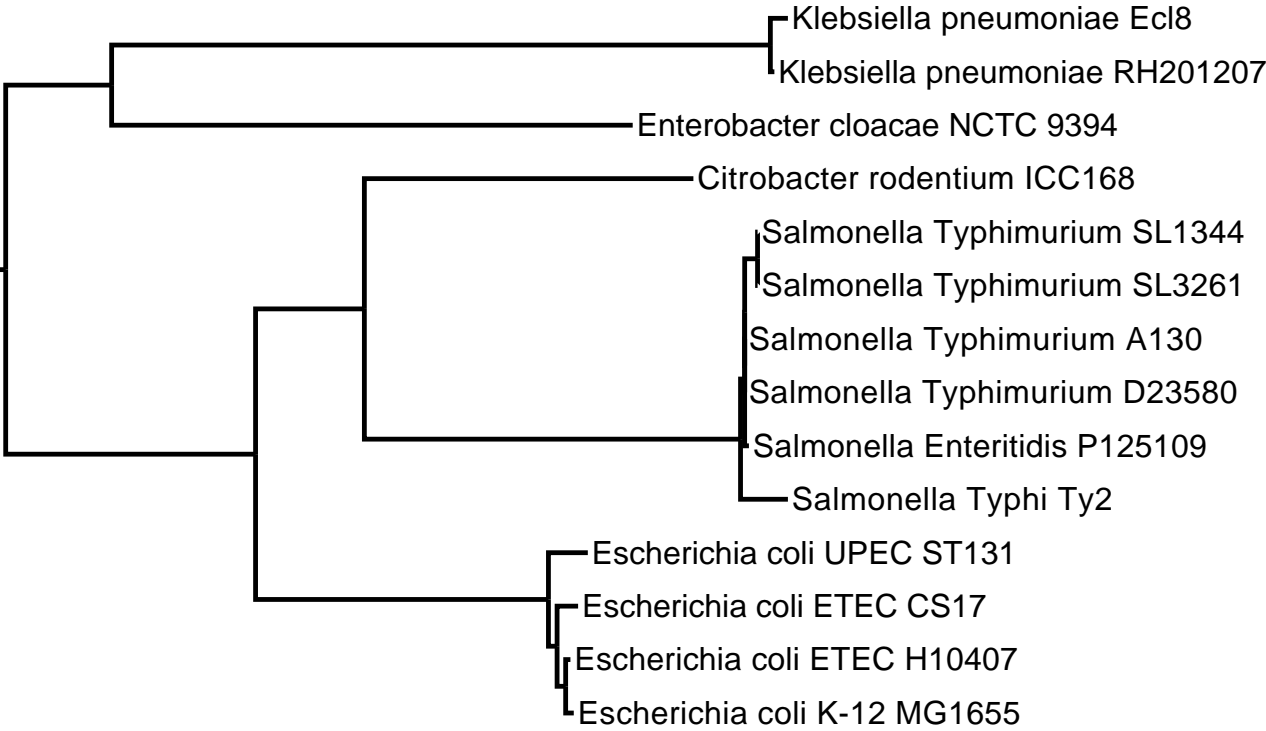 Klebsiella pneumoniae Ecl8
Klebsiella pneumoniae RH201207
Enterobacter cloacae NCTC 9394
Citrobacter rodentium ICC168
Salmonella Typhimurium SL1344
Salmonella Typhimurium SL3261
Salmonella Typhimurium A130
Salmonella Typhimurium D23580
Salmonella Enteritidis P125109
Salmonella Typhi Ty2
Escherichia coli UPEC ST131
Escherichia coli ETEC CS17
Escherichia coli ETEC H10407
Escherichia coli K-12 MG1655